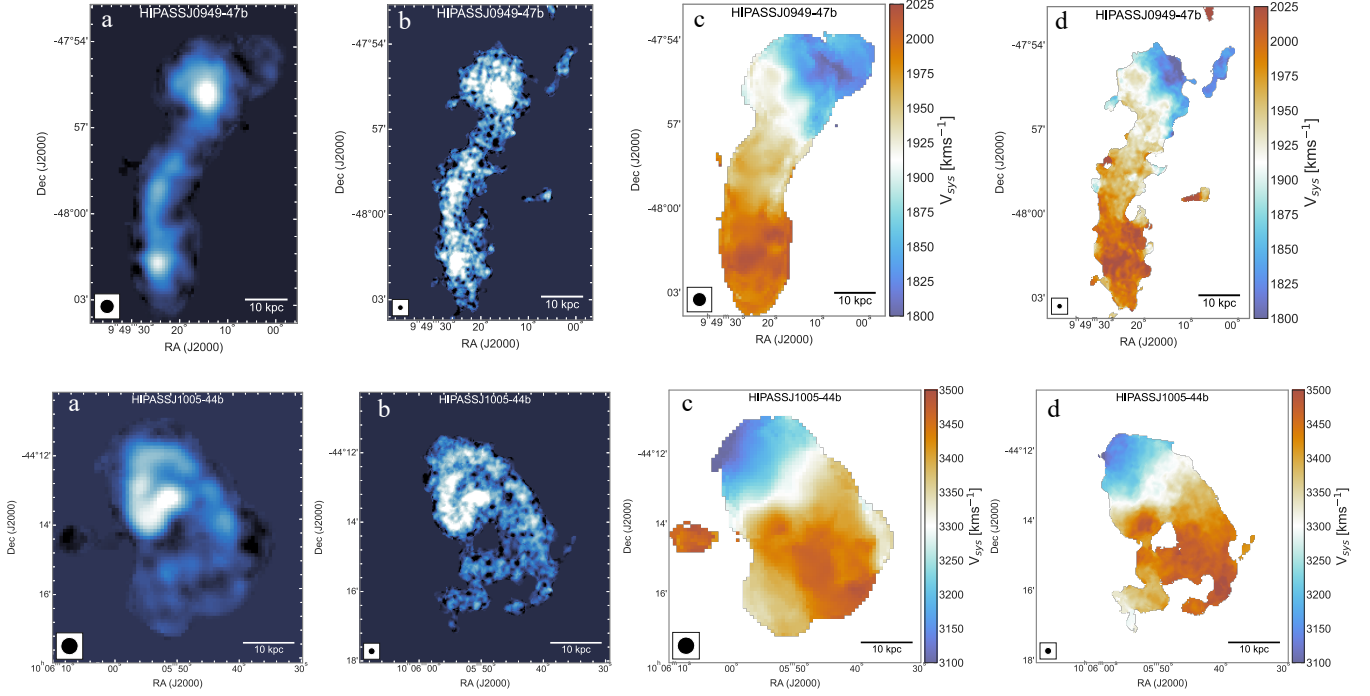 a
HIPASSJ0949-47b
-47°54'
57'
-48°00'
03'
9ʰ49ᵐ30ˢ 20ˢ 10ˢ 00ˢ
Dec (J2000)
RA (J2000)
10 kpc
b
HIPASSJ0949-47b
-47°54'
57'
-48°00'
03'
9ʰ49ᵐ30ˢ 20ˢ 10ˢ 00ˢ
Dec (J2000)
RA (J2000)
10 kpc
c
HIPASSJ0949-47b
-47°54'
57'
-48°00'
03'
9ʰ49ᵐ30ˢ 20ˢ 10ˢ 00ˢ
Dec (J2000)
RA (J2000)
10 kpc
2025
2000
1975
1950
1925
1900
1875
1850
1825
1800
V_sys [kms⁻¹]
d
HIPASSJ0949-47b
-47°54'
57'
-48°00'
03'
9ʰ49ᵐ30ˢ 20ˢ 10ˢ 00ˢ
Dec (J2000)
RA (J2000)
10 kpc
2025
2000
1975
1950
1925
1900
1875
1850
1825
1800
V_sys [kms⁻¹]
a
HIPASSJ1005-44b
-44°12'
14'
16'
10ʰ06ᵐ10ˢ 00ˢ 05ᵐ50ˢ 40ˢ 30ˢ
Dec (J2000)
RA (J2000)
10 kpc
b
HIPASSJ1005-44b
-44°12'
14'
16'
18'
10ʰ06ᵐ00ˢ 05ᵐ50ˢ 40ˢ 30ˢ
Dec (J2000)
RA (J2000)
10 kpc
c
HIPASSJ1005-44b
-44°12'
14'
16'
10ʰ06ᵐ10ˢ 00ˢ 05ᵐ50ˢ 40ˢ 30ˢ
Dec (J2000)
RA (J2000)
10 kpc
3500
3450
3400
3350
3300
3250
3200
3150
3100
V_sys [kms⁻¹]
d
HIPASSJ1005-44b
-44°12'
14'
16'
18'
10ʰ06ᵐ00ˢ 05ᵐ50ˢ 40ˢ 30ˢ
Dec (J2000)
RA (J2000)
10 kpc
3500
3450
3400
3350
3300
3250
3200
3150
3100
V_sys [kms⁻¹]